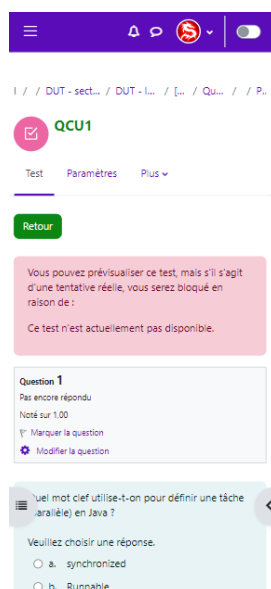 I / / DUT - sect... / DUT - I... / [... / Qu... / / P..
QCU1
Test Paramètres Plus
Retour
Vous pouvez prévisualiser ce test, mais s'il s'agit
d'une tentative réelle, vous serez bloqué en
raison de :
Ce test n'est actuellement pas disponible.
Question 1
Pas encore répondu
Noté sur 1,00
Marquer la question
Modifier la question
uel mot clef utilise-t-on pour définir une tâche
arallèle) en Java ?
Veuillez choisir une réponse.
a. synchronized
b. Runnable